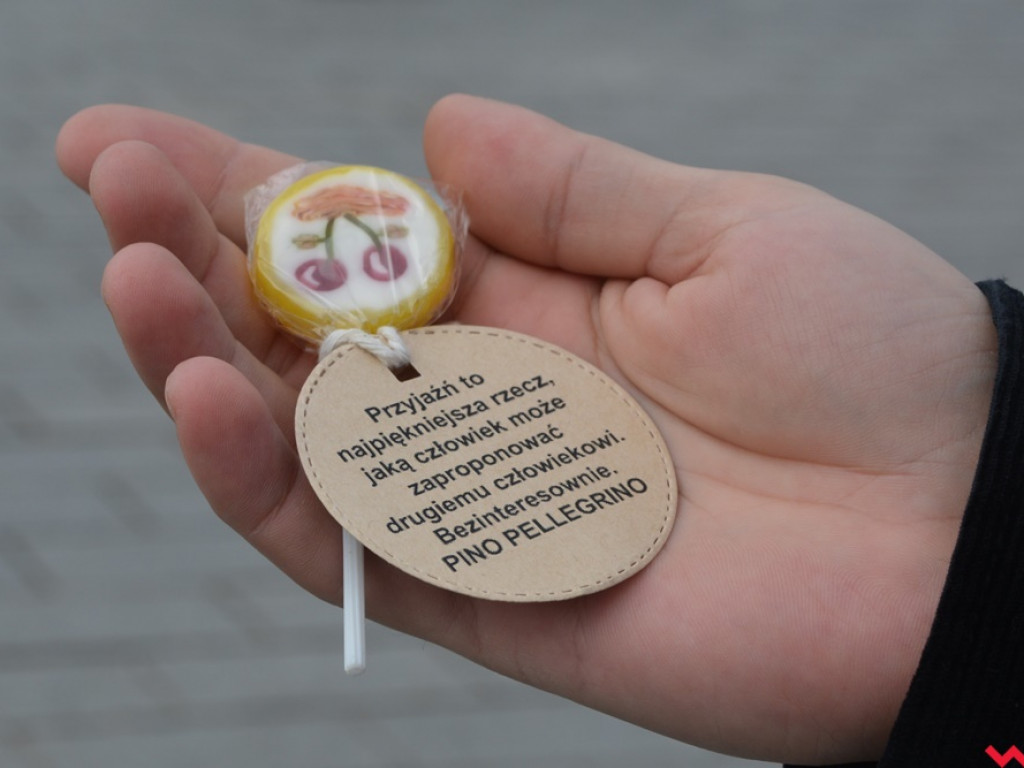 Przyjaźń to
najpiękniejsza rzecz,
jaką człowiek może
zaproponować
drugiemu człowiekowi.
Bezinteresownie.
PINO PELLEGRINO